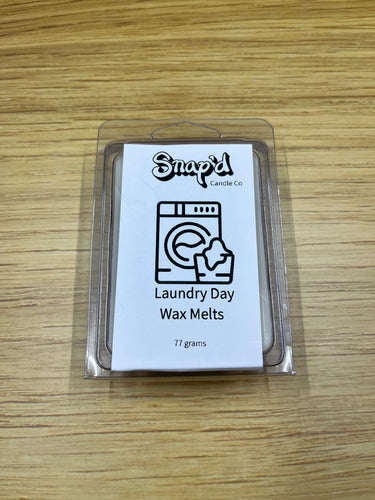 Snap'd
Candle Co
Laundry Day
Wax Melts
77 grams